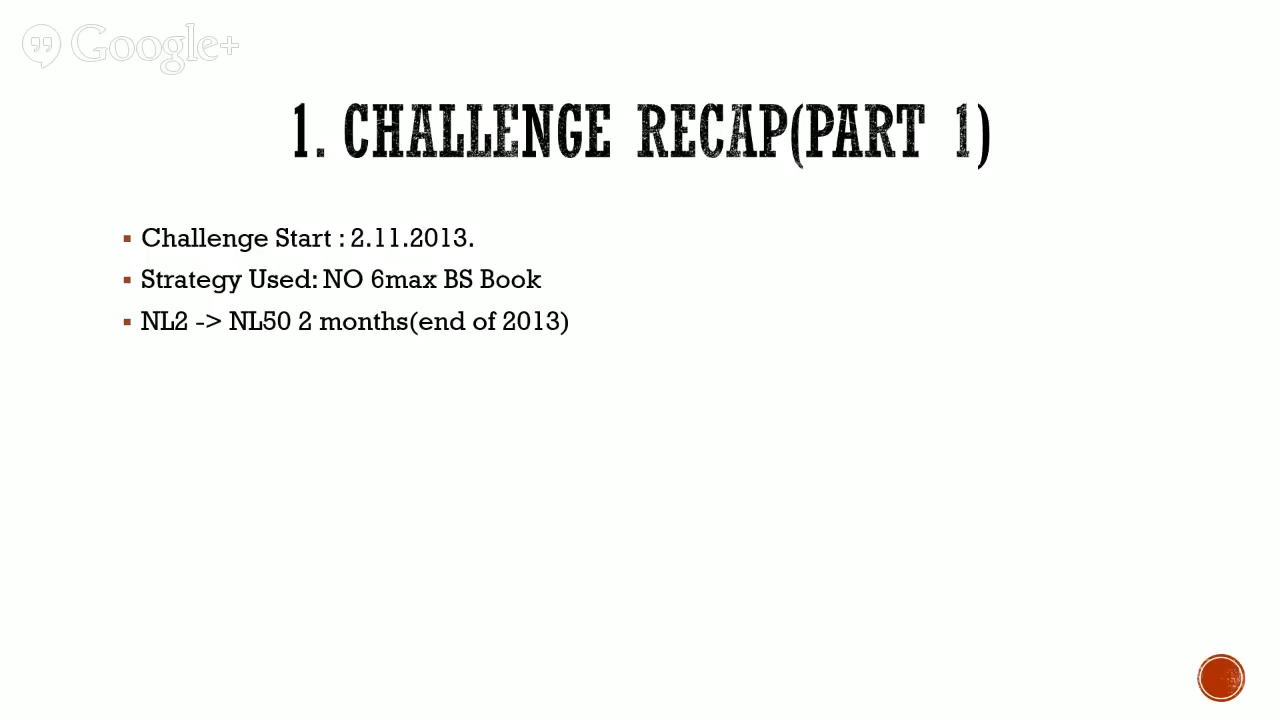 Google+
1. CHALLENGE RECAP(PART 1)
Challenge Start : 2.11.2013.
Strategy Used: NO 6max BS Book
NL2 -> NL50 2 months(end of 2013)